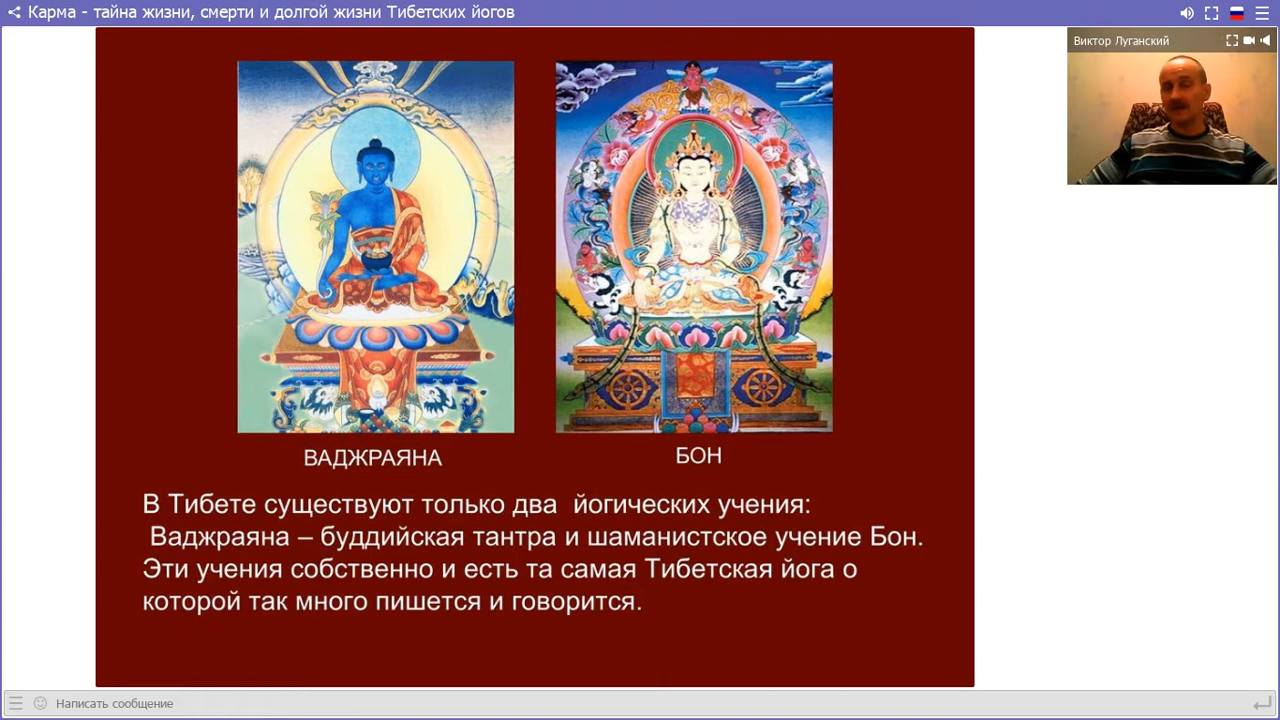 Карма - тайна жизни, смерти и долгой жизни Тибетских йогов
Виктор Луганский
ВАДЖРАЯНА
БОН
В Тибете существуют только два йогических учения:
Ваджраяна – буддийская тантра и шаманистское учение Бон.
Эти учения собственно и есть та самая Тибетская йога о
которой так много пишется и говорится.
Написать сообщение